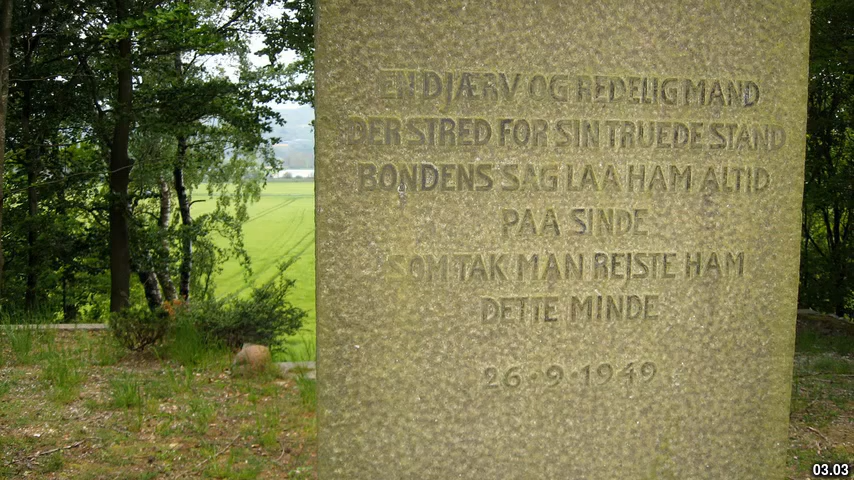 EN DJÆRV OG REDELIG MAND
DER STRED FOR SIN TRUEDE STAND
BONDENS SAG LAA HAM ALTID
PAA SINDE
SOM TAK MAN REJSTE HAM
DETTE MINDE
26·9·1949
03.03